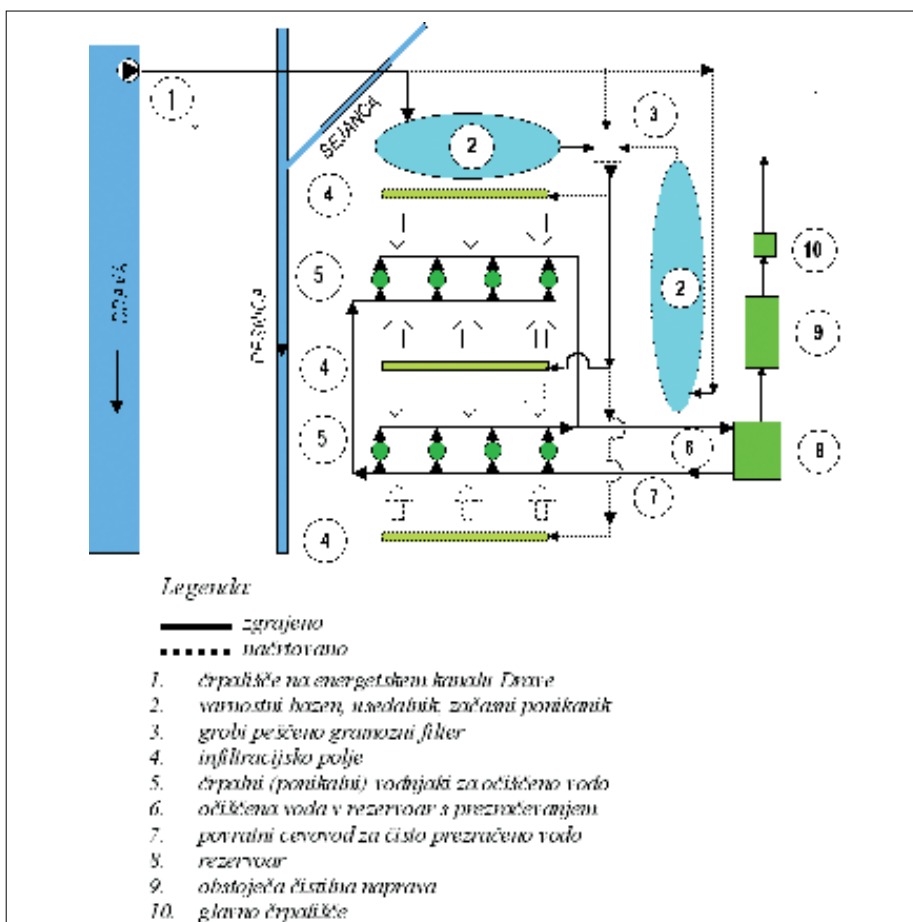 1
SEJANCA
2
3
4
DRAVA
PESNICA
5
10
2
9
4
5
6
8
7
4
Legenda:
zgrajeno
načrtovano
1. črpališče na energetskem kanalu Drave
2. varnostni bazen, usedalnik, začasni ponikanik
3. grobi peščeno gramozni filter
4. infiltracijsko polje
5. črpalni (ponikalni) vodnjaki za očiščeno vodo
6. očiščena voda v rezervoar s prezračevanjem
7. povratni cevovod za čisto prezračeno vodo
8. rezervoar
9. obstoječa čistilna naprava
10. glavno črpališče